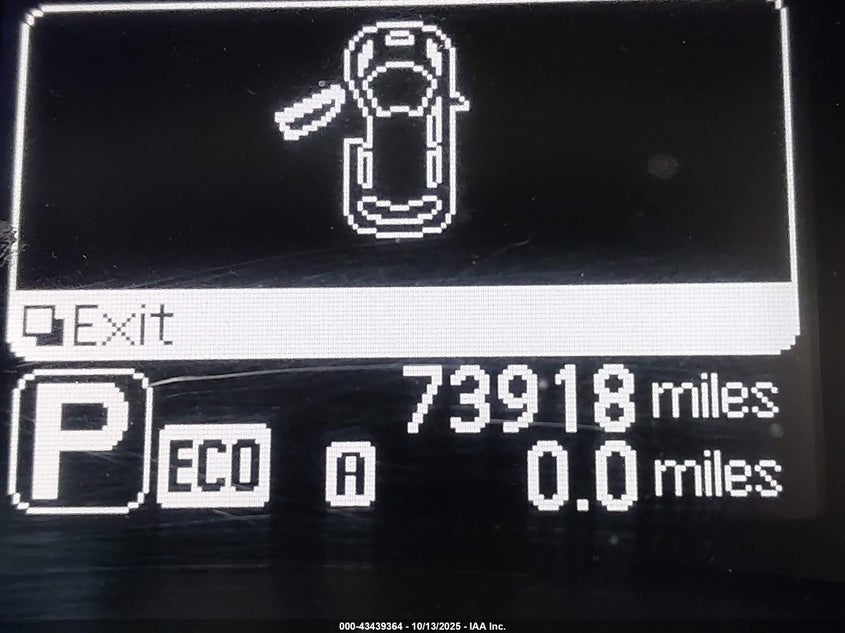 Exit
73918 miles
P ECO A 0.0 miles
000-43439364 - 10/13/2025 - IAA Inc.